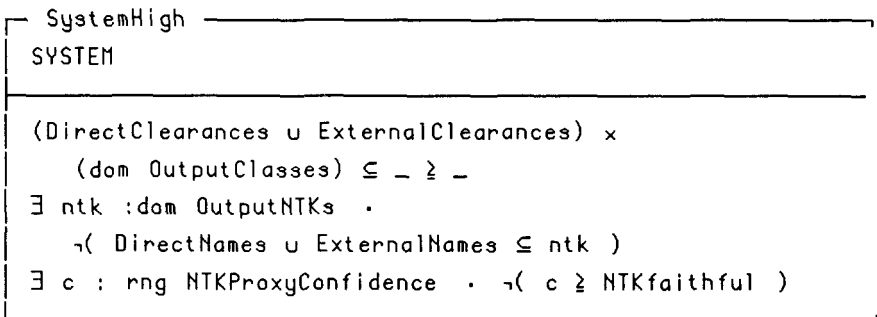 SystemHigh
SYSTEM
(DirectClearances ∪ ExternalClearances) ×
(dom OutputClasses) ⊆ _ ≥ _
∃ ntk :dom OutputNTKs .
¬( DirectNames ∪ ExternalNames ⊆ ntk )
∃ c : rng NTKProxyConfidence . ¬( c ≥ NTKfaithful )